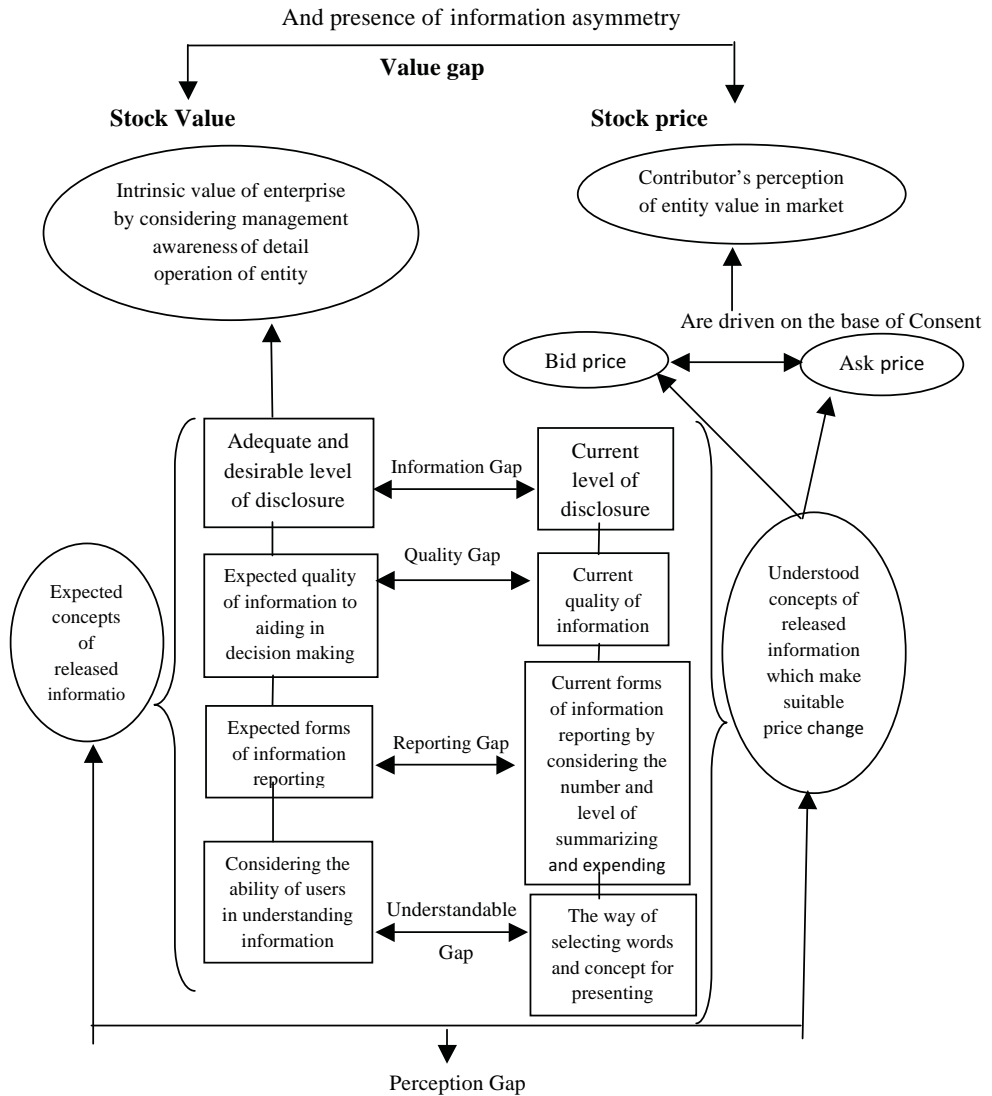 And presence of information asymmetry
Value gap
Stock Value
Stock price
Intrinsic value of enterprise
by considering management
awareness of detail
operation of entity
Contributor's perception
of entity value in market
Are driven on the base of Consent
Bid price
Ask price
Adequate and
desirable level
of disclosure
Information Gap
Current
level of
disclosure
Expected quality
of information to
aiding in
decision making
Quality Gap
Current
quality of
information
Expected
concepts
of
released
informatio
Understood
concepts of
released
information
which make
suitable
price change
Expected forms
of information
reporting
Reporting Gap
Current forms
of information
reporting by
considering the
number and
level of
summarizing
and expending
Considering the
ability of users
in understanding
information
Understandable
Gap
The way of
selecting words
and concept for
presenting
Perception Gap